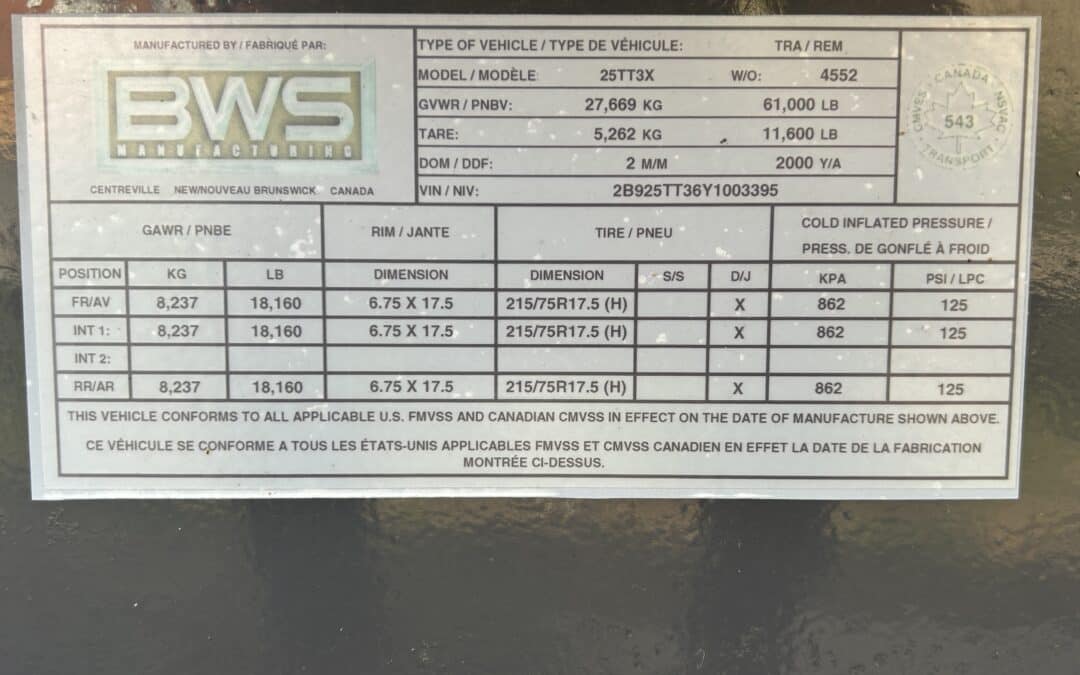 MANUFACTURED BY / FABRIQUÉ PAR:
BWS
MANUFACTURING
CENTREVILLE NEW/NOUVEAU BRUNSWICK CANADA
TYPE OF VEHICLE / TYPE DE VÉHICULE: TRA / REM
MODEL / MODÈLE: 25TT3X W/O: 4552
GVWR / PNBV: 27,669 KG 61,000 LB
TARE: 5,262 KG 11,600 LB
DOM / DDF: 2 M/M 2000 Y/A
VIN / NIV: 2B925TT36Y1003395
CANADA
CMVSS 543 NSVAC
TRANSPORT
GAWR / PNBE RIM / JANTE TIRE / PNEU COLD INFLATED PRESSURE /
PRESS. DE GONFLÉ À FROID
POSITION KG LB DIMENSION DIMENSION S/S D/J KPA PSI / LPC
FR/AV 8,237 18,160 6.75 X 17.5 215/75R17.5 (H) X 862 125
INT 1: 8,237 18,160 6.75 X 17.5 215/75R17.5 (H) X 862 125
INT 2:
RR/AR 8,237 18,160 6.75 X 17.5 215/75R17.5 (H) X 862 125
THIS VEHICLE CONFORMS TO ALL APPLICABLE U.S. FMVSS AND CANADIAN CMVSS IN EFFECT ON THE DATE OF MANUFACTURE SHOWN ABOVE.
CE VÉHICULE SE CONFORME A TOUS LES ÉTATS-UNIS APPLICABLES FMVSS ET CMVSS CANADIEN EN EFFET LA DATE DE LA FABRICATION
MONTRÉE CI-DESSUS.